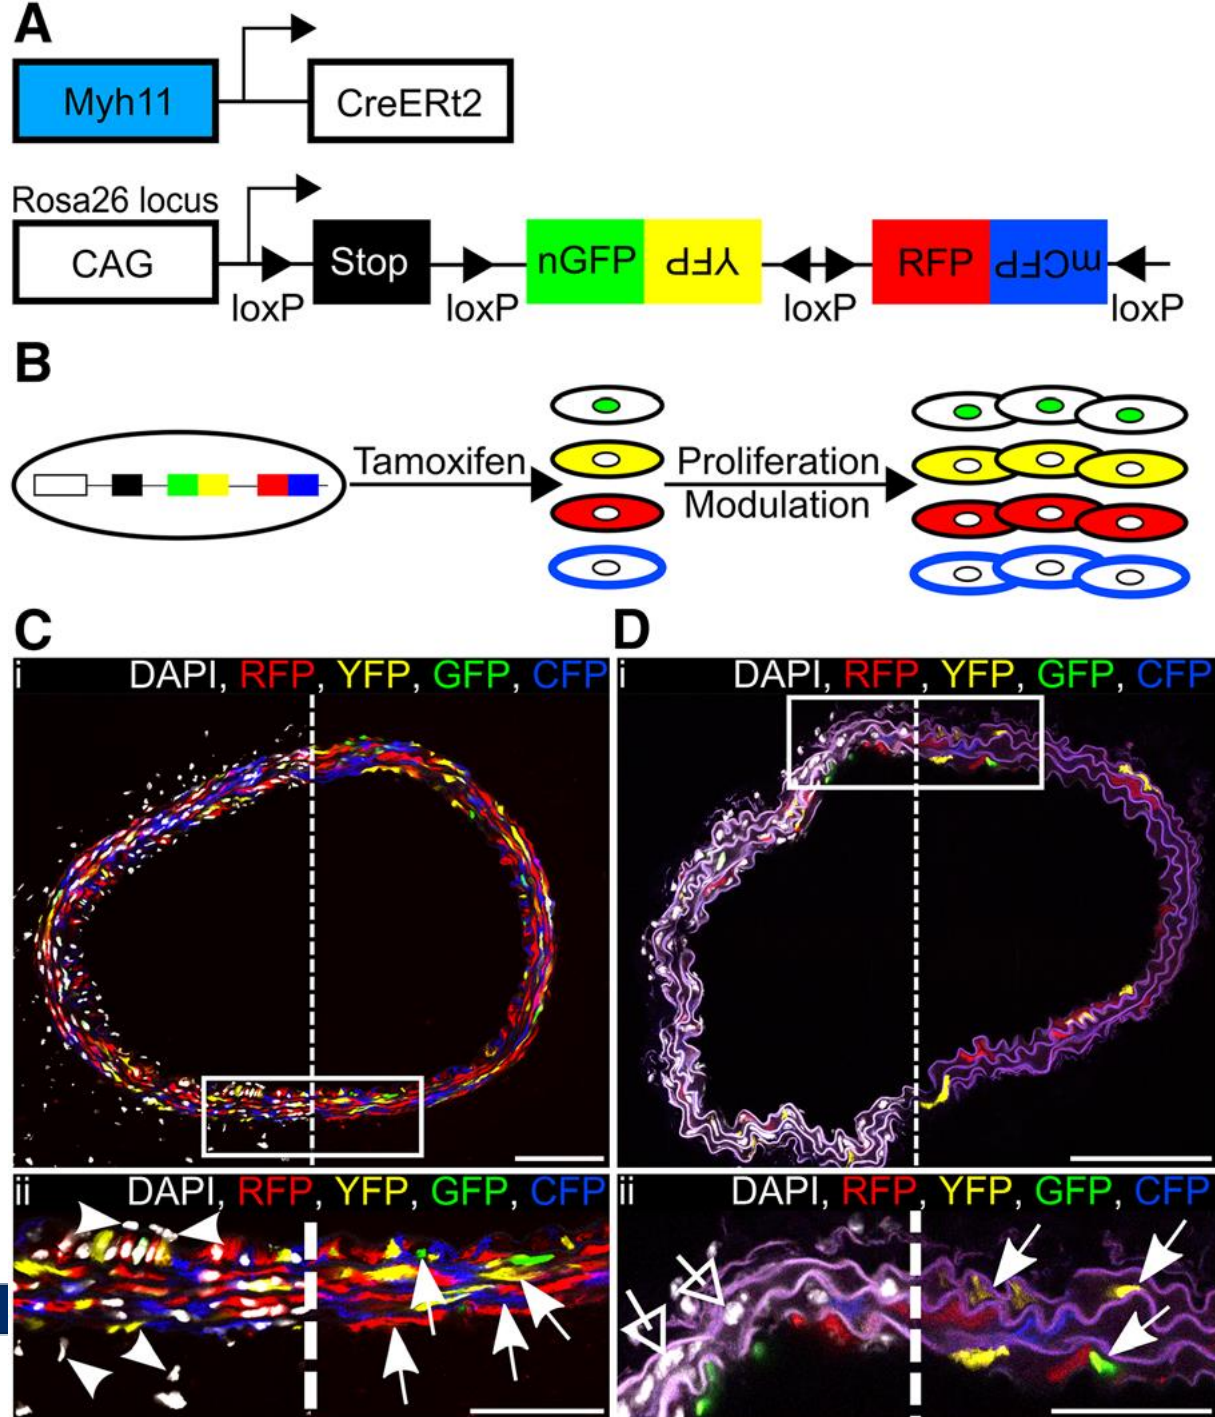 A
Myh11
CreERt2
Rosa26 locus
CAG
Stop
nGFP
YFP
RFP
mCFP
loxP
loxP
loxP
loxP
B
Tamoxifen
Proliferation
Modulation
C
D
i
DAPI, RFP, YFP, GFP, CFP
i
DAPI, RFP, YFP, GFP, CFP
ii
DAPI, RFP, YFP, GFP, CFP
ii
DAPI, RFP, YFP, GFP, CFP